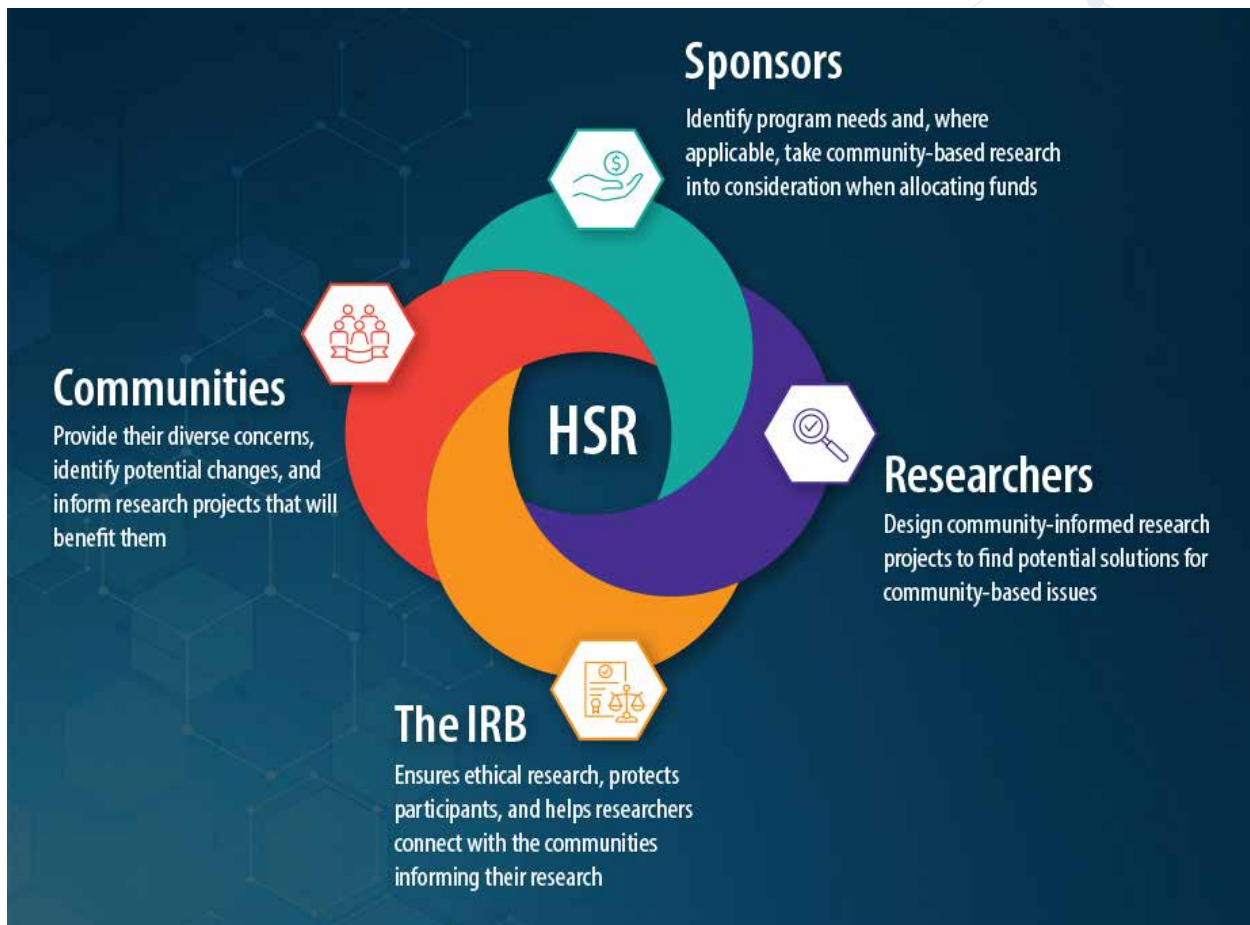 Sponsors
Identify program needs and, where
applicable, take community-based research
into consideration when allocating funds
$
Communities
Provide their diverse concerns,
identify potential changes, and
inform research projects that will
benefit them
HSR
Researchers
Design community-informed research
projects to find potential solutions for
community-based issues
The IRB
Ensures ethical research, protects
participants, and helps researchers
connect with the communities
informing their research